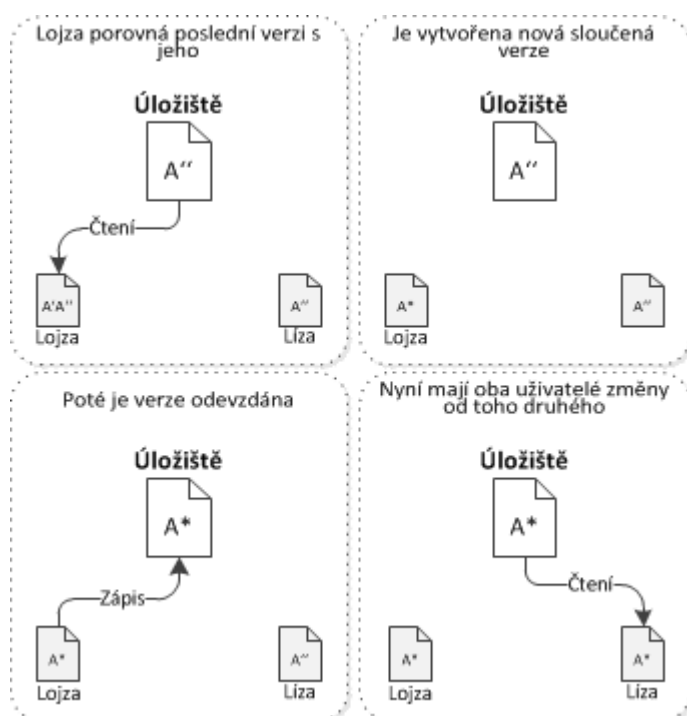 Lojza porovná poslední verzi s
jeho
Úložiště
A‘‘
Čtení
A'A''
Lojza
A''
Líza
Je vytvořena nová sloučená
verze
Úložiště
A‘‘
A*
Lojza
A''
Poté je verze odevzdána
Úložiště
A*
Zápis
A*
Lojza
A''
Líza
Nyní mají oba uživatelé změny
od toho druhého
Úložiště
A*
Čtení
A*
Lojza
A*
Líza